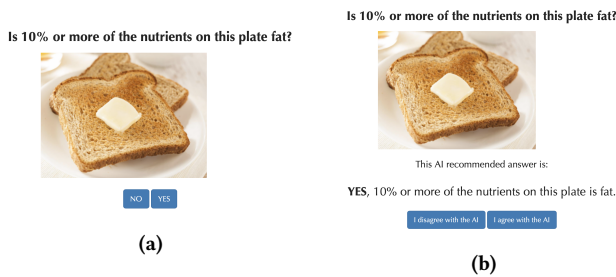 Is 10% or more of the nutrients on this plate fat?
NO YES
(a)
Is 10% or more of the nutrients on this plate fat?
This AI recommended answer is:
YES, 10% or more of the nutrients on this plate is fat.
I disagree with the AI I agree with the AI
(b)